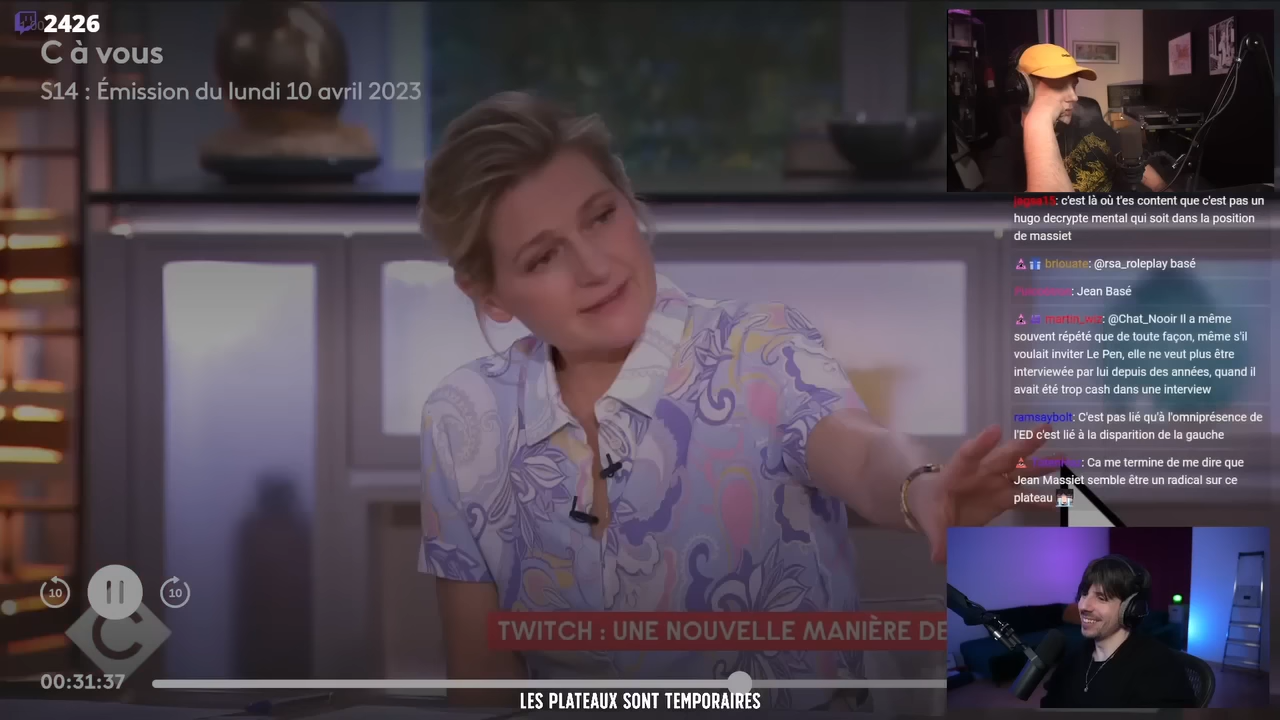 2426
C à vous
S14 : Émission du lundi 10 avril 2023
jagsa15: c'est là où t'es content que c'est pas un
hugo decrypte mental qui soit dans la position
de massiet
briouate: @rsa_roleplay basé
: Jean Basé
: @Chat_Nooir Il a même
souvent répété que de toute façon, même s'il
voulait inviter Le Pen, elle ne veut plus être
interviewée par lui depuis des années, quand il
avait été trop cash dans une interview
ramsaybolt: C'est pas lié qu'à l'omniprésence de
l'ED c'est lié à la disparition de la gauche
: Ca me termine de me dire que
Jean Massiet semble être un radical sur ce
plateau
10
10
C
TWITCH : UNE NOUVELLE MANIÈRE DE
00:31:37
LES PLATEAUX SONT TEMPORAIRES